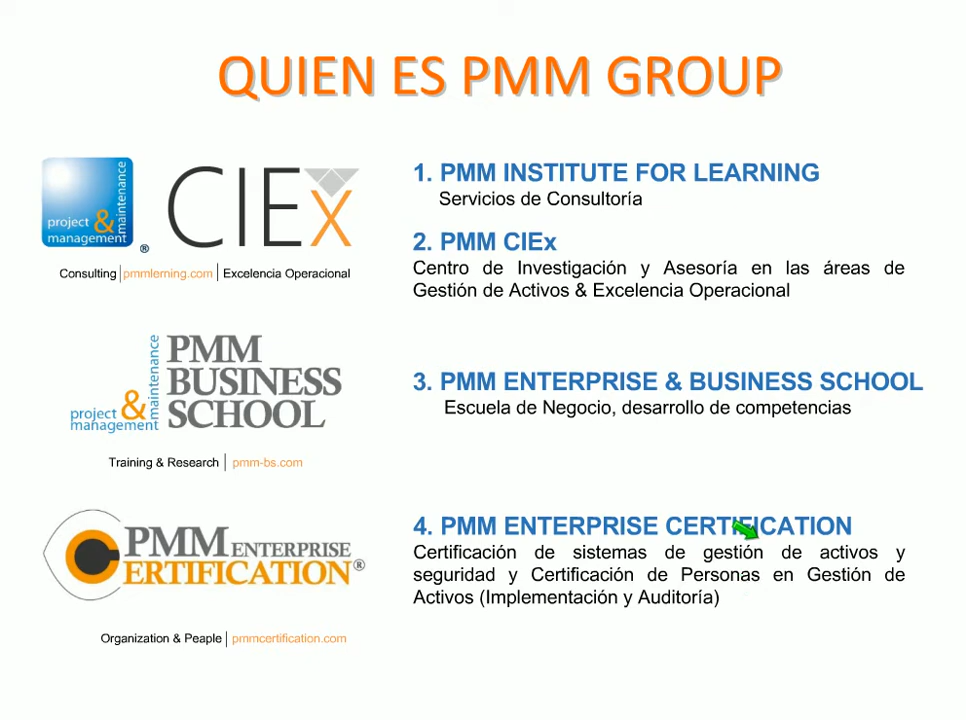 QUIEN ES PMM GROUP
project & management
maintenance
®
CIEx
Consulting | pmmlerning.com | Excelencia Operacional
1. PMM INSTITUTE FOR LEARNING
Servicios de Consultoría
2. PMM CIEx
Centro de Investigación y Asesoría en las áreas de
Gestión de Activos & Excelencia Operacional
project & management
maintenance
PMM
BUSINESS
SCHOOL
Training & Research | pmm-bs.com
3. PMM ENTERPRISE & BUSINESS SCHOOL
Escuela de Negocio, desarrollo de competencias
PMM ENTERPRISE
CERTIFICATION®
Organization & Peaple | pmmcertification.com
4. PMM ENTERPRISE CERTIFICATION
Certificación de sistemas de gestión de activos y
seguridad y Certificación de Personas en Gestión de
Activos (Implementación y Auditoría)